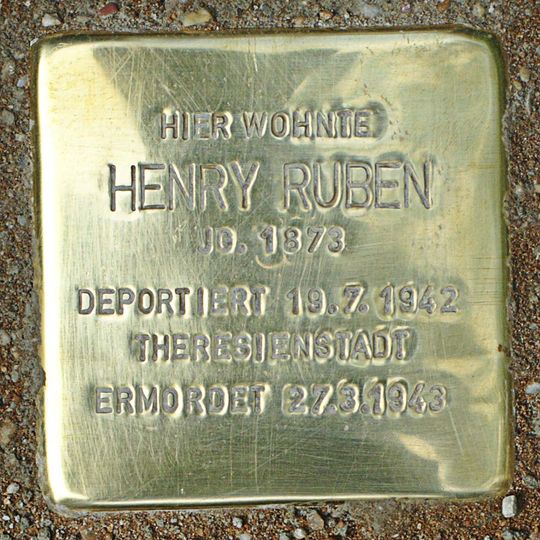 HIER WOHNTE
HENRY RUBEN
JG. 1873
DEPORTIERT 19.7.1942
THERESIENSTADT
ERMORDET 27.3.1943